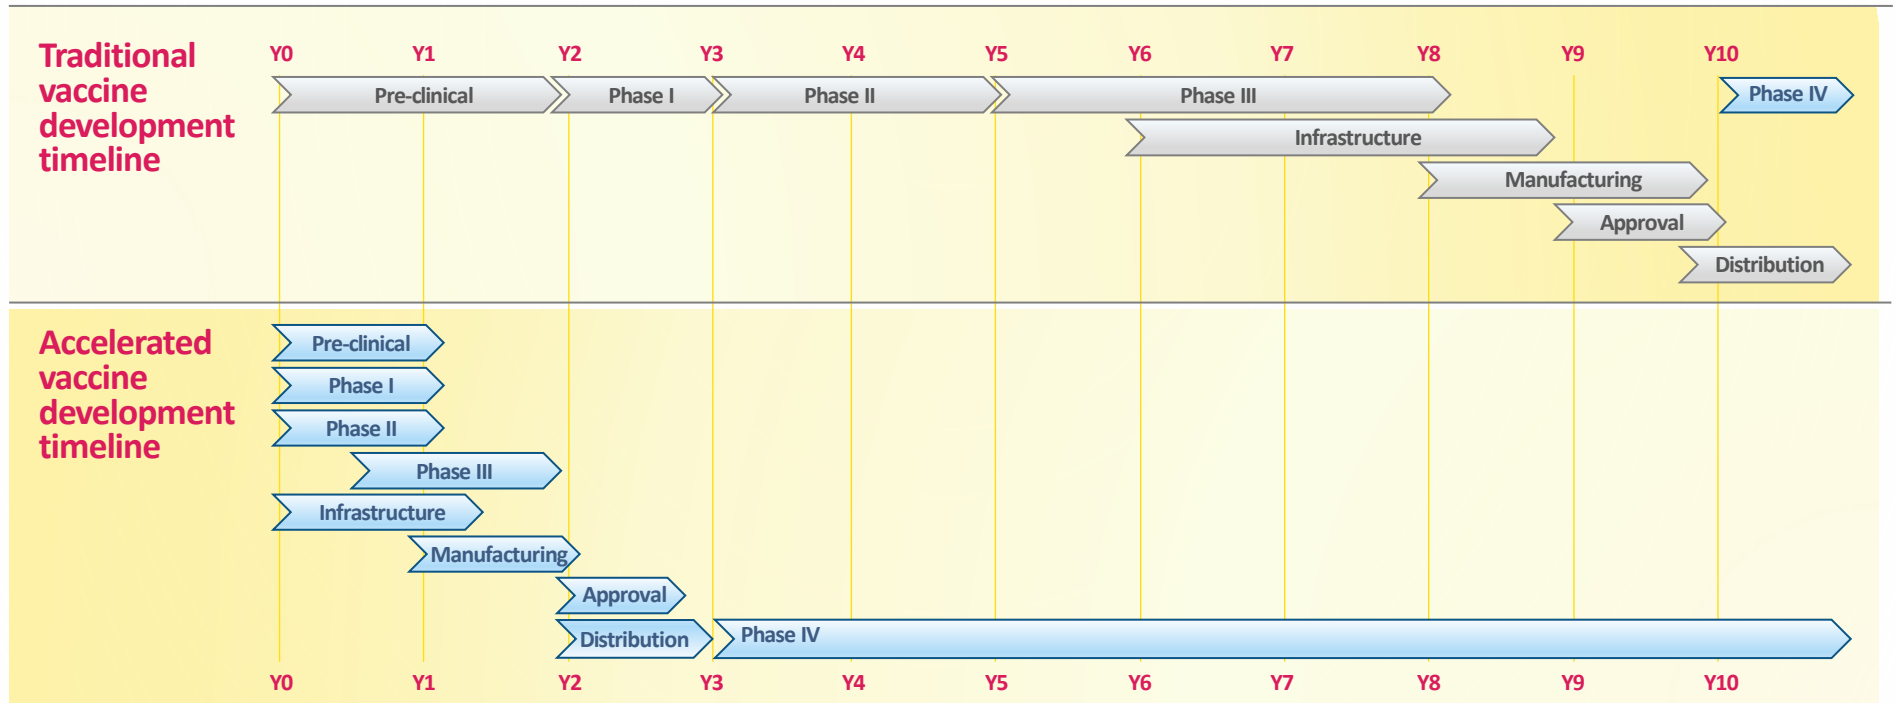 Traditional
vaccine
development
timeline
Y0 Y1 Y2 Y3 Y4 Y5 Y6 Y7 Y8 Y9 Y10
Pre-clinical Phase I Phase II Phase III Phase IV
Infrastructure
Manufacturing
Approval
Distribution
Accelerated
vaccine
development
timeline
Pre-clinical
Phase I
Phase II
Phase III
Infrastructure
Manufacturing
Approval
Distribution Phase IV
Y0 Y1 Y2 Y3 Y4 Y5 Y6 Y7 Y8 Y9 Y10